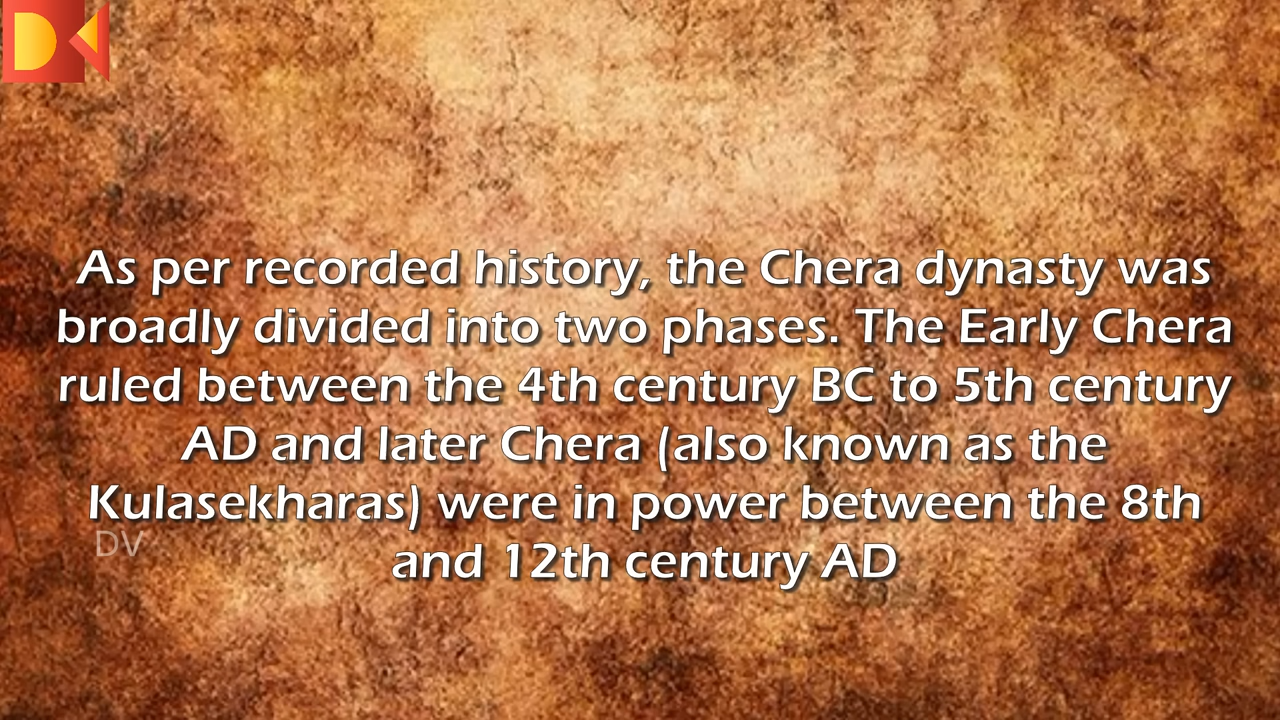 As per recorded history, the Chera dynasty was
broadly divided into two phases. The Early Chera
ruled between the 4th century BC to 5th century
AD and later Chera (also known as the
Kulasekharas) were in power between the 8th
DV
and 12th century AD